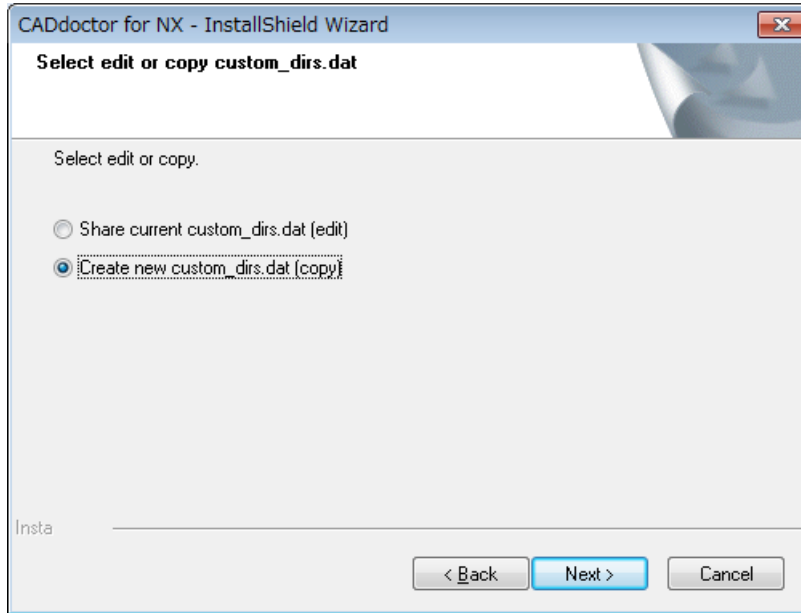 CADdoctor for NX - InstallShield Wizard
Select edit or copy custom_dirs.dat
Select edit or copy.
Share current custom_dirs.dat (edit)
Create new custom_dirs.dat (copy)
Insta
< Back Next > Cancel